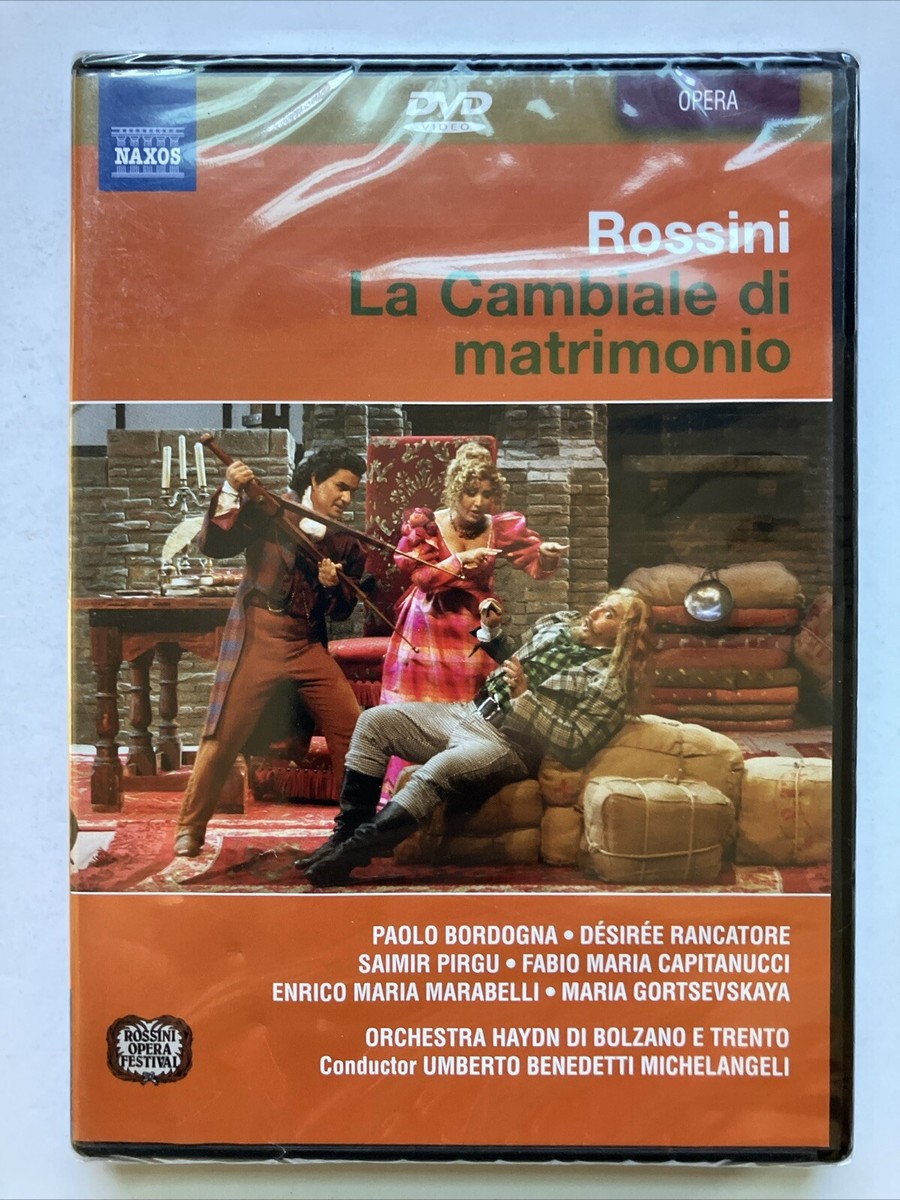 NAXOS
DVD
VIDEO
OPERA
Rossini
La Cambiale di
matrimonio
PAOLO BORDOGNA • DÉSIRÉE RANCATORE
SAIMIR PIRGU • FABIO MARIA CAPITANUCCI
ENRICO MARIA MARABELLI • MARIA GORTSEVSKAYA
ORCHESTRA HAYDN DI BOLZANO E TRENTO
Conductor UMBERTO BENEDETTI MICHELANGELI
ROSSINI
OPERA
FESTIVAL